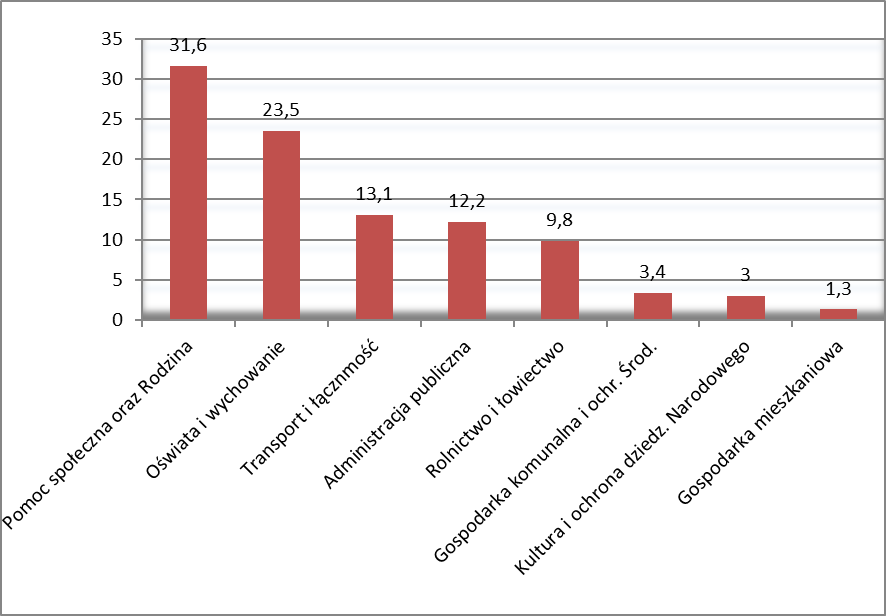 35
30
25
20
15
10
5
0
31,6
23,5
13,1
12,2
9,8
3,4
3
1,3
Pomoc społeczna oraz Rodzina
Oświata i wychowanie
Transport i łącznmość
Administracja publiczna
Rolnictwo i łowiectwo
Gospodarka komunalna i ochr. Środ.
Kultura i ochrona dziedz. Narodowego
Gospodarka mieszkaniowa